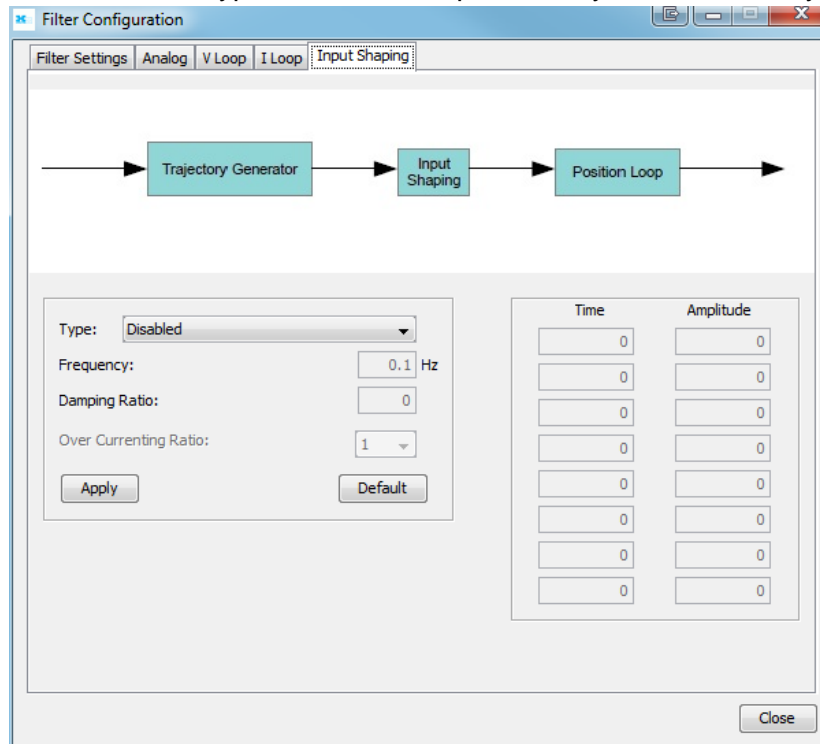 Filter Configuration
Filter Settings Analog V Loop I Loop Input Shaping
Trajectory Generator
Input
Shaping
Position Loop
Type: Disabled
Frequency: 0.1 Hz
Damping Ratio: 0
Over Currenting Ratio: 1
Apply Default
Time Amplitude
0 0
0 0
0 0
0 0
0 0
0 0
0 0
0 0
Close